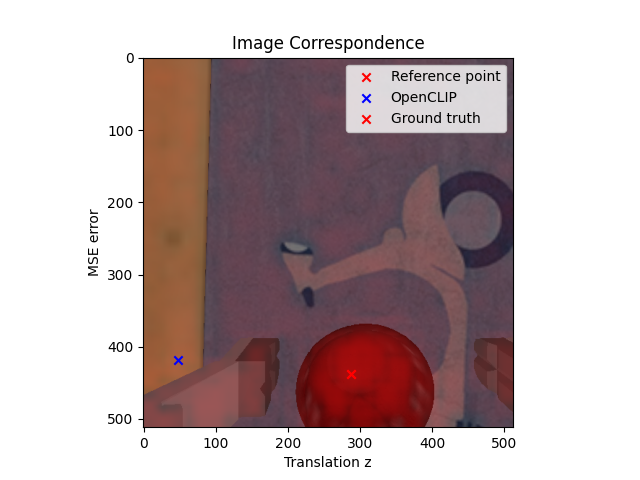 Image Correspondence
Reference point
OpenCLIP
Ground truth
MSE error
0
100
200
300
400
500
0
100
200
300
400
500
Translation z